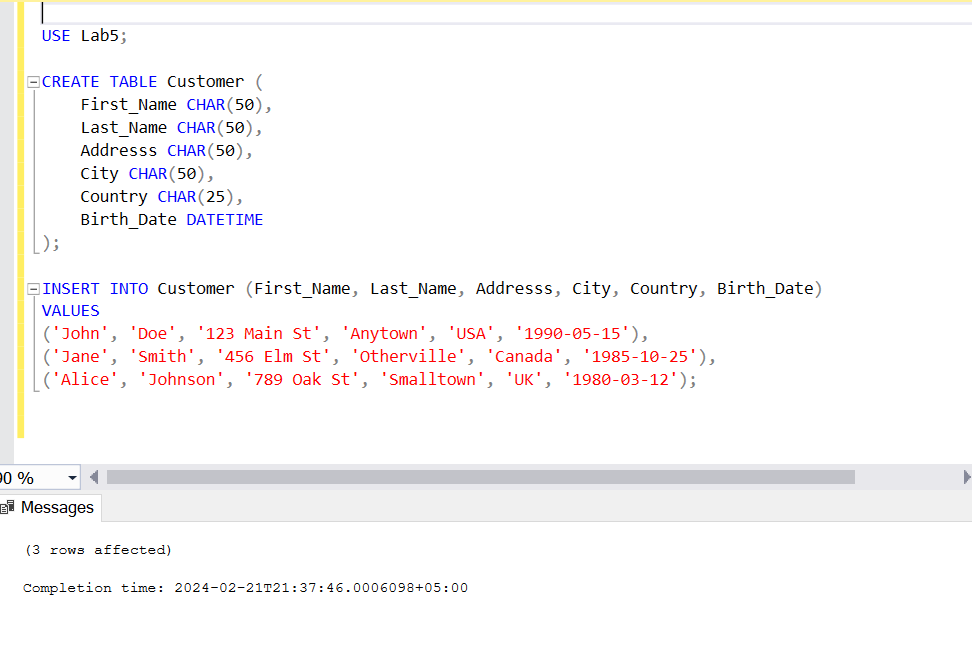 USE Lab5;
CREATE TABLE Customer (
First_Name CHAR(50),
Last_Name CHAR(50),
Addresss CHAR(50),
City CHAR(50),
Country CHAR(25),
Birth_Date DATETIME
);
INSERT INTO Customer (First_Name, Last_Name, Addresss, City, Country, Birth_Date)
VALUES
('John', 'Doe', '123 Main St', 'Anytown', 'USA', '1990-05-15'),
('Jane', 'Smith', '456 Elm St', 'Otherville', 'Canada', '1985-10-25'),
('Alice', 'Johnson', '789 Oak St', 'Smalltown', 'UK', '1980-03-12');
0 %
Messages
(3 rows affected)
Completion time: 2024-02-21T21:37:46.0006098+05:00